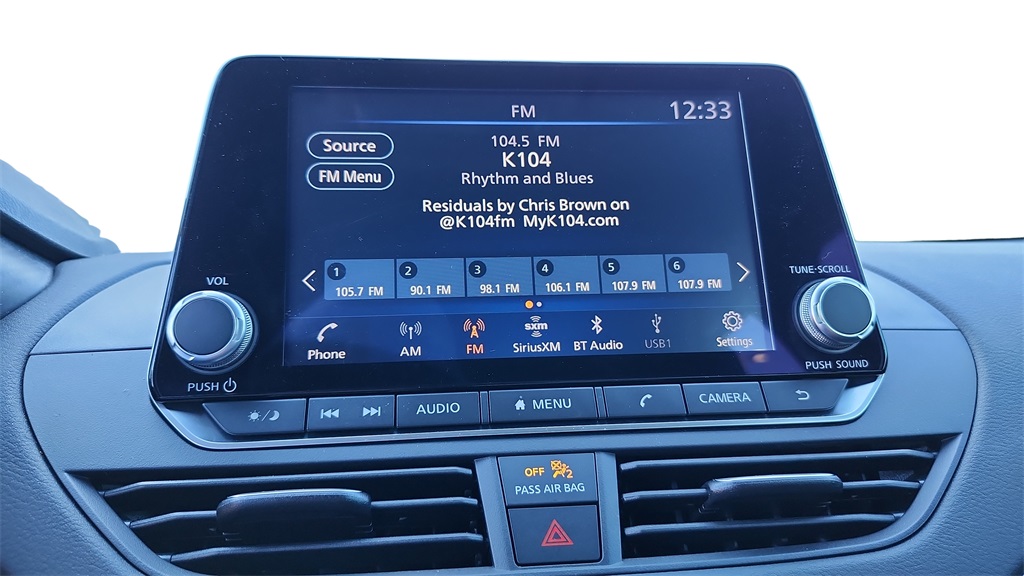 FM
12:33
Source
FM Menu
104.5 FM
K104
Rhythm and Blues
Residuals by Chris Brown on
@K104fm MyK104.com
1 2 3 4 5 6
105.7 FM 90.1 FM 98.1 FM 106.1 FM 107.9 FM 107.9 FM
Phone AM FM sxm SiriusXM BT Audio USB1 Settings
VOL
PUSH
TUNE·SCROLL
PUSH SOUND
AUDIO MENU CAMERA
OFF 2
PASS AIR BAG